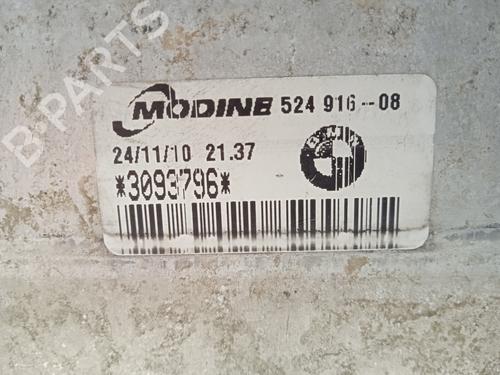 MODINE 524 916--08
24/11/10 21.37
BMW
*3093796*
B-Parts